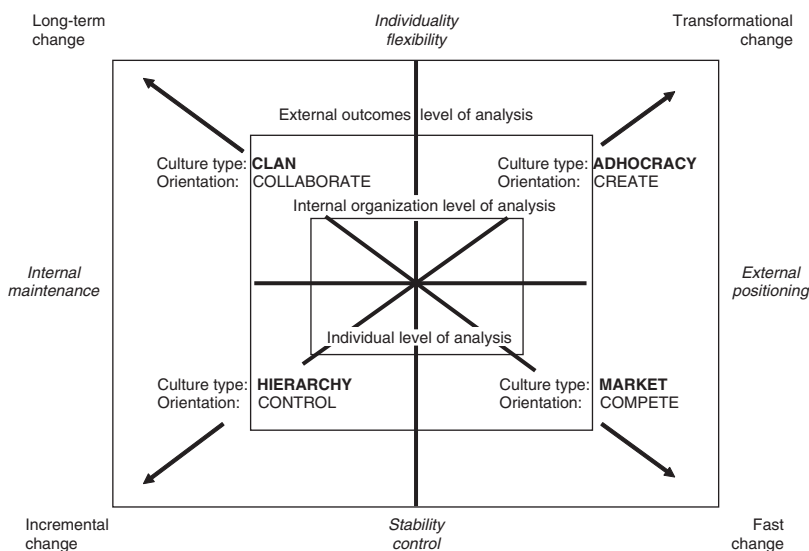 Long-term
change
Individuality
flexibility
Transformational
change
External outcomes level of analysis
Culture type: CLAN
Orientation: COLLABORATE
Culture type: ADHOCRACY
Orientation: CREATE
Internal organization level of analysis
Internal
maintenance
External
positioning
Individual level of analysis
Culture type: HIERARCHY
Orientation: CONTROL
Culture type: MARKET
Orientation: COMPETE
Incremental
change
Stability
control
Fast
change